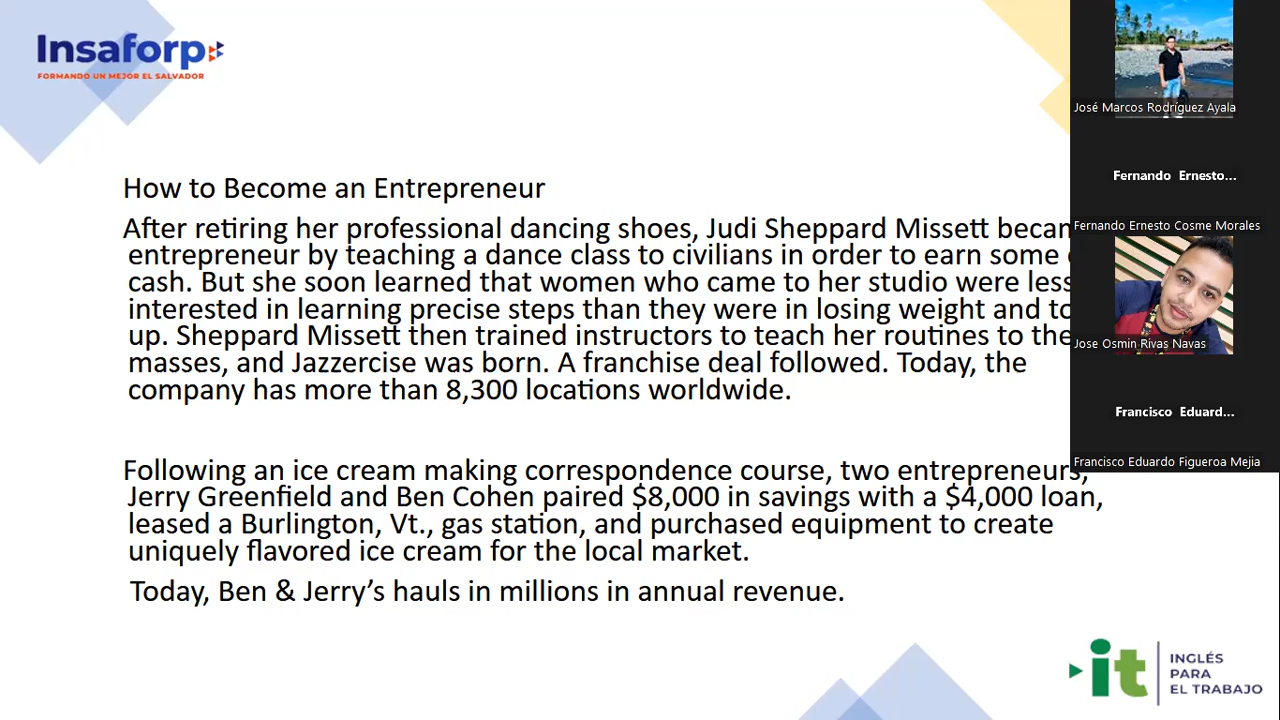 Insaforp
FORMANDO UN MEJOR EL SALVADOR
How to Become an Entrepreneur
After retiring her professional dancing shoes, Judi Sheppard Missett
entrepreneur by teaching a dance class to civilians in order to earn some
cash. But she soon learned that women who came to her studio were less
interested in learning precise steps than they were in losing weight and
up. Sheppard Missett then trained instructors to teach her routines to the
masses, and Jazzercise was born. A franchise deal followed. Today, the
company has more than 8,300 locations worldwide.
Following an ice cream making correspondence course, two entrepreneurs,
Jerry Greenfield and Ben Cohen paired $8,000 in savings with a $4,000 loan,
leased a Burlington, Vt., gas station, and purchased equipment to create
uniquely flavored ice cream for the local market.
Today, Ben & Jerry’s hauls in millions in annual revenue.
José Marcos Rodríguez Ayala
Fernando Ernesto...
Fernando Ernesto Cosme Morales
Jose Osmin Rivas Navas
Francisco Eduard...
Francisco Eduardo Figueroa Mejia
it
INGLÉS
PARA
EL TRABAJO